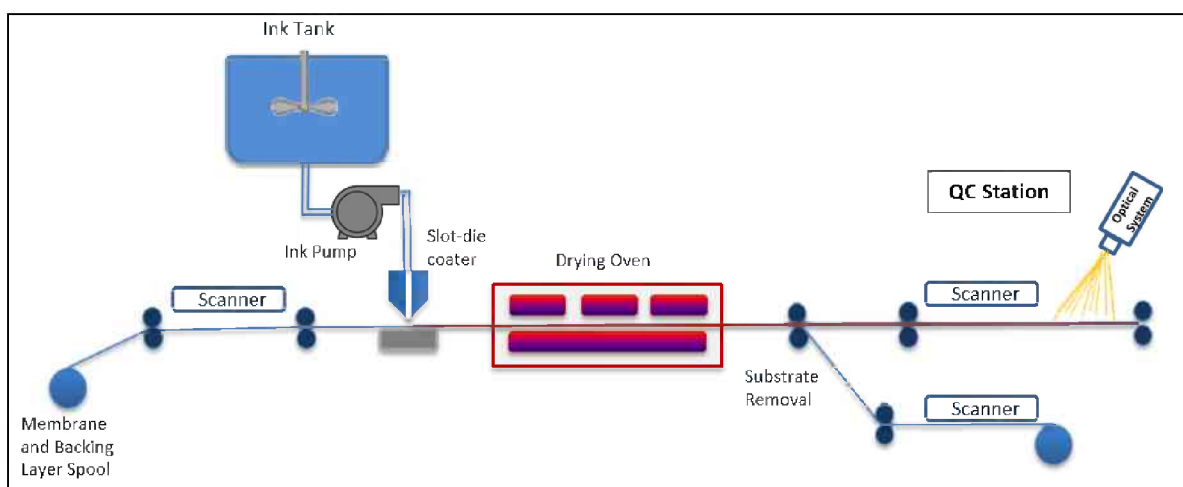 Ink Tank
QC Station
Optical
System
Ink Pump
Slot-die
coater
Drying Oven
Scanner
Scanner
Substrate
Removal
Scanner
Membrane
and Backing
Layer Spool